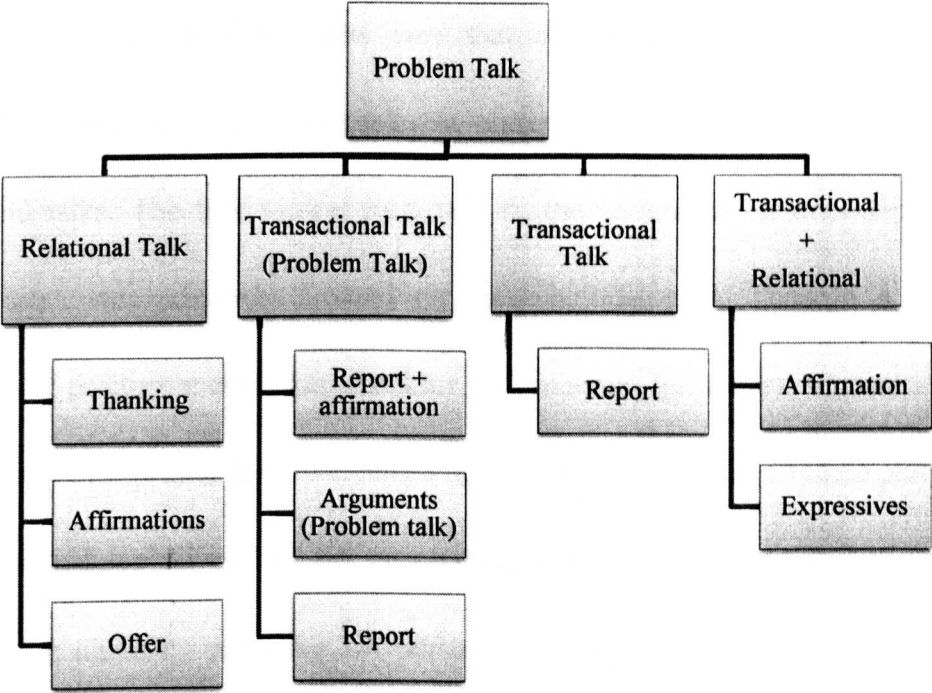 Problem Talk
Relational Talk
Transactional Talk
(Problem Talk)
Transactional
Talk
Transactional
+
Relational
Thanking
Affirmations
Offer
Report +
affirmation
Arguments
(Problem talk)
Report
Report
Affirmation
Expressives